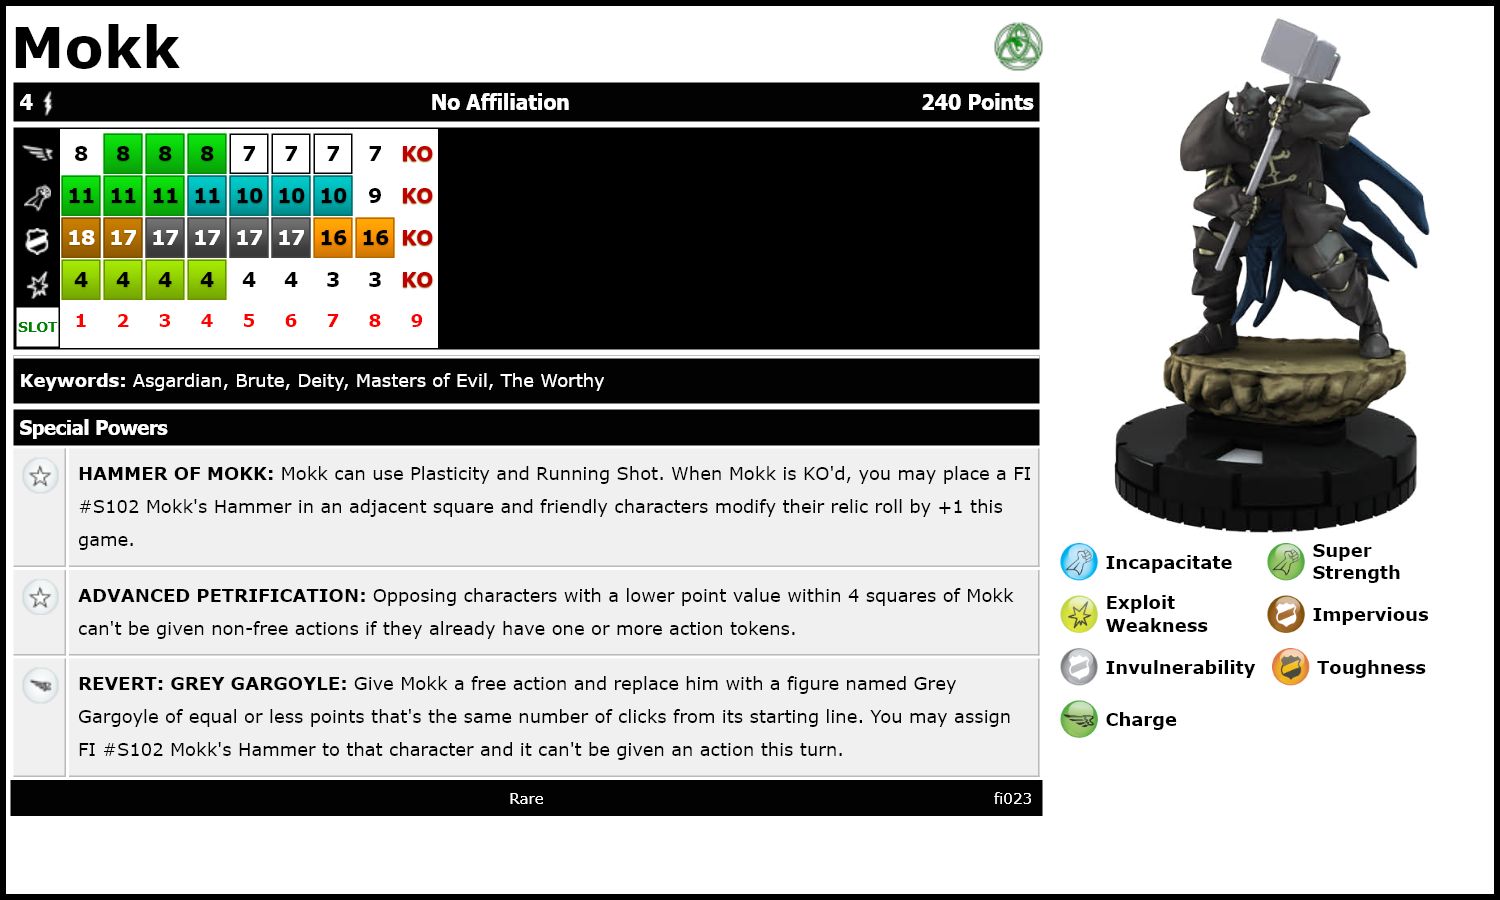 Mokk
4 No Affiliation 240 Points
8 8 8 8 7 7 7 7 KO
11 11 11 11 10 10 10 9 KO
18 17 17 17 17 17 16 16 KO
4 4 4 4 4 4 3 3 KO
SLOT 1 2 3 4 5 6 7 8 9
Keywords: Asgardian, Brute, Deity, Masters of Evil, The Worthy
Special Powers
HAMMER OF MOKK: Mokk can use Plasticity and Running Shot. When Mokk is KO'd, you may place a FI
#S102 Mokk's Hammer in an adjacent square and friendly characters modify their relic roll by +1 this
game.
ADVANCED PETRIFICATION: Opposing characters with a lower point value within 4 squares of Mokk
can't be given non-free actions if they already have one or more action tokens.
REVERT: GREY GARGOYLE: Give Mokk a free action and replace him with a figure named Grey
Gargoyle of equal or less points that's the same number of clicks from its starting line. You may assign
FI #S102 Mokk's Hammer to that character and it can't be given an action this turn.
Rare fi023
Incapacitate
Super
Strength
Exploit
Weakness
Impervious
Invulnerability
Toughness
Charge